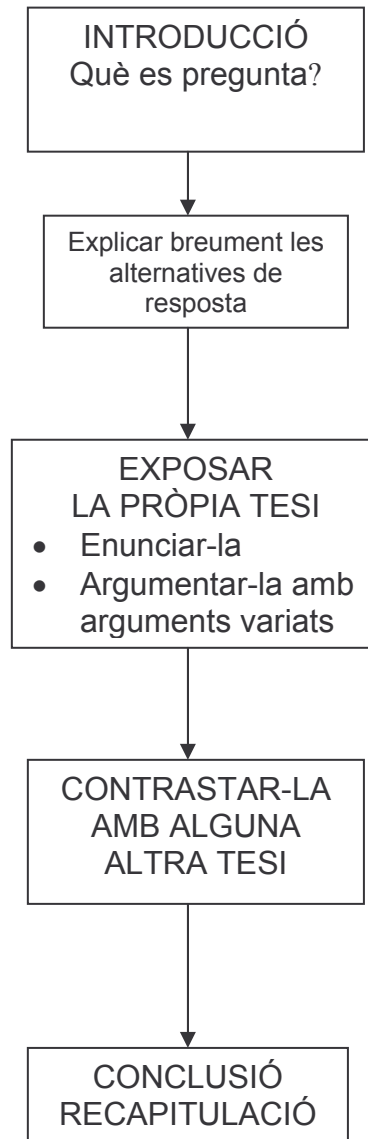 INTRODUCCIÓ
Què es pregunta?
Explicar breument les
alternatives de
resposta
EXPOSAR
LA PRÒPIA TESI
• Enunciar-la
• Argumentar-la amb
arguments variats
CONTRASTAR-LA
AMB ALGUNA
ALTRA TESI
CONCLUSIÓ
RECAPITULACIÓ